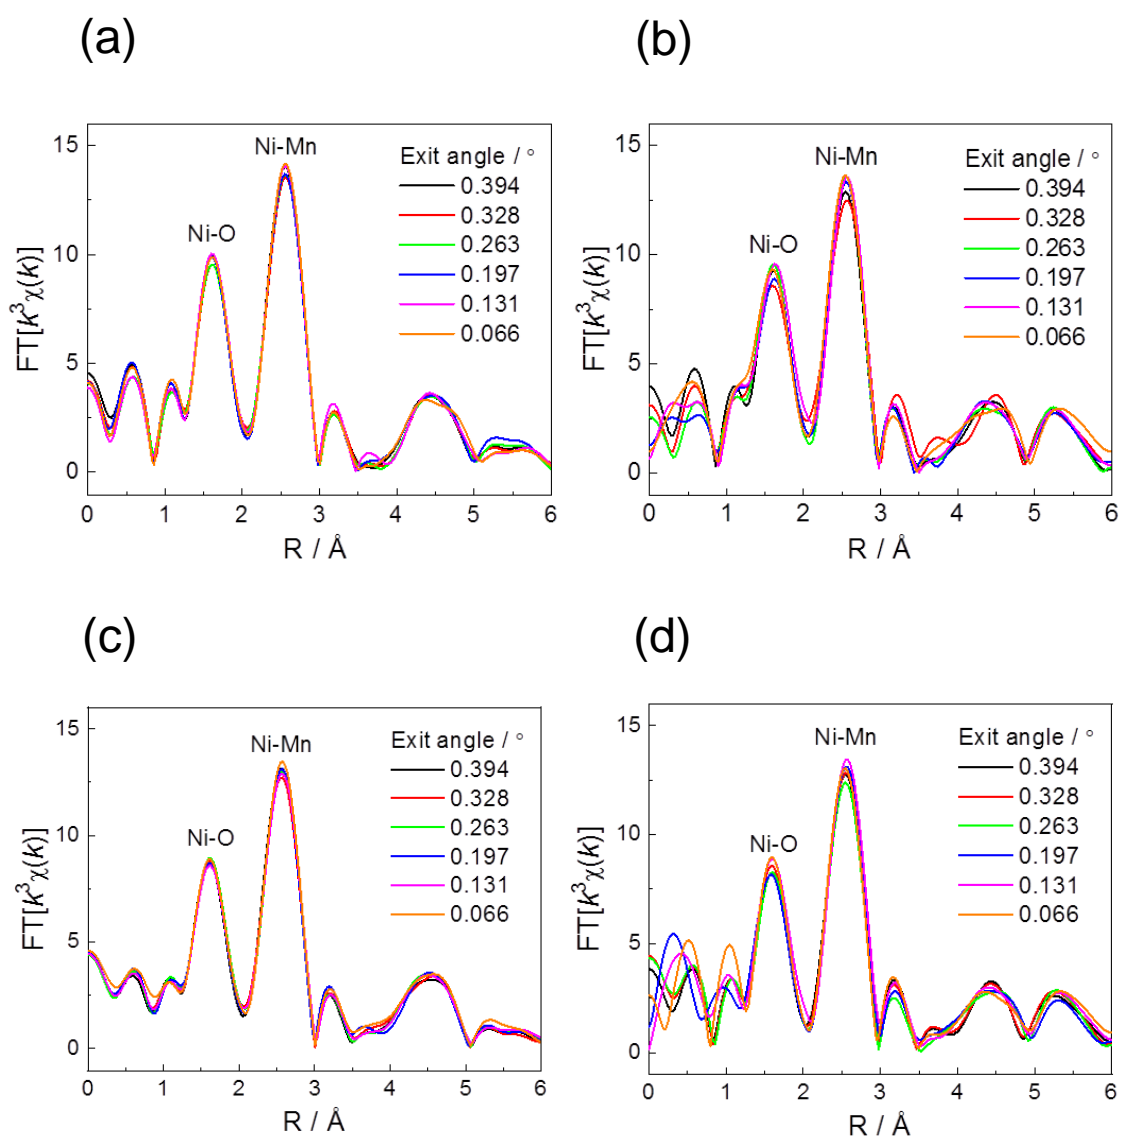 (a)
15
10
5
0
FT[k³χ(k)]
Ni-O
Ni-Mn
Exit angle / °
0.394
0.328
0.263
0.197
0.131
0.066
0 1 2 3 4 5 6
R / Å
(b)
15
10
5
0
FT[k³χ(k)]
Ni-O
Ni-Mn
Exit angle / °
0.394
0.328
0.263
0.197
0.131
0.066
0 1 2 3 4 5 6
R / Å
(c)
15
10
5
0
FT[k³χ(k)]
Ni-O
Ni-Mn
Exit angle / °
0.394
0.328
0.263
0.197
0.131
0.066
0 1 2 3 4 5 6
R / Å
(d)
15
10
5
0
FT[k³χ(k)]
Ni-O
Ni-Mn
Exit angle / °
0.394
0.328
0.263
0.197
0.131
0.066
0 1 2 3 4 5 6
R / Å